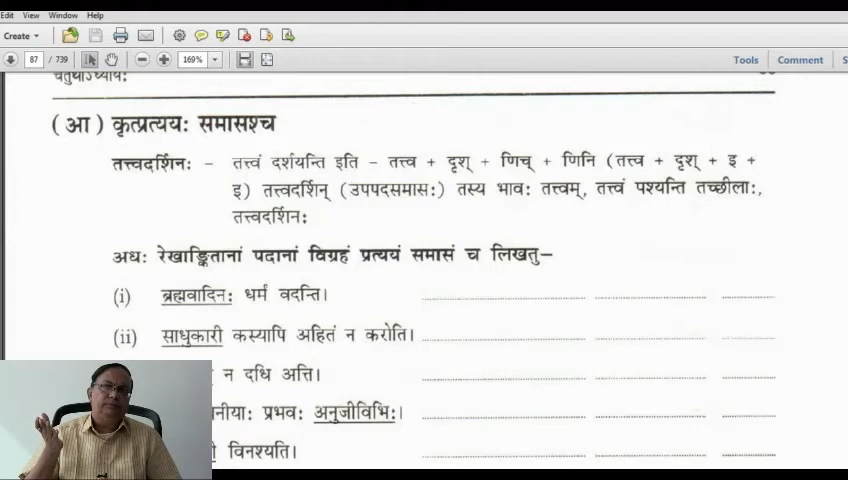 Edit View Window Help
Create
87 / 739 169% Tools Comment S
चतुर्थोऽध्यायः
(आ) कृत्प्रत्ययः समासश्च
तत्त्वदर्शिनः - तत्त्वं दर्शयन्ति इति - तत्त्व + दृश् + णिच् + णिनि (तत्त्व + दृश् + इ +
इ) तत्त्वदर्शिन् (उपपदसमासः) तस्य भावः तत्त्वम्, तत्त्वं पश्यन्ति तच्छीलाः,
तत्त्वदर्शिनः
अधः रेखाङ्कितानां पदानां विग्रहं प्रत्ययं समासं च लिखतु–
(i) ब्रह्मवादिनः धर्मं वदन्ति।
(ii) साधुकारी कस्यापि अहितं न करोति।
न दधि अत्ति।
प्रभवः अनुजीविभिः।
विनश्यति।